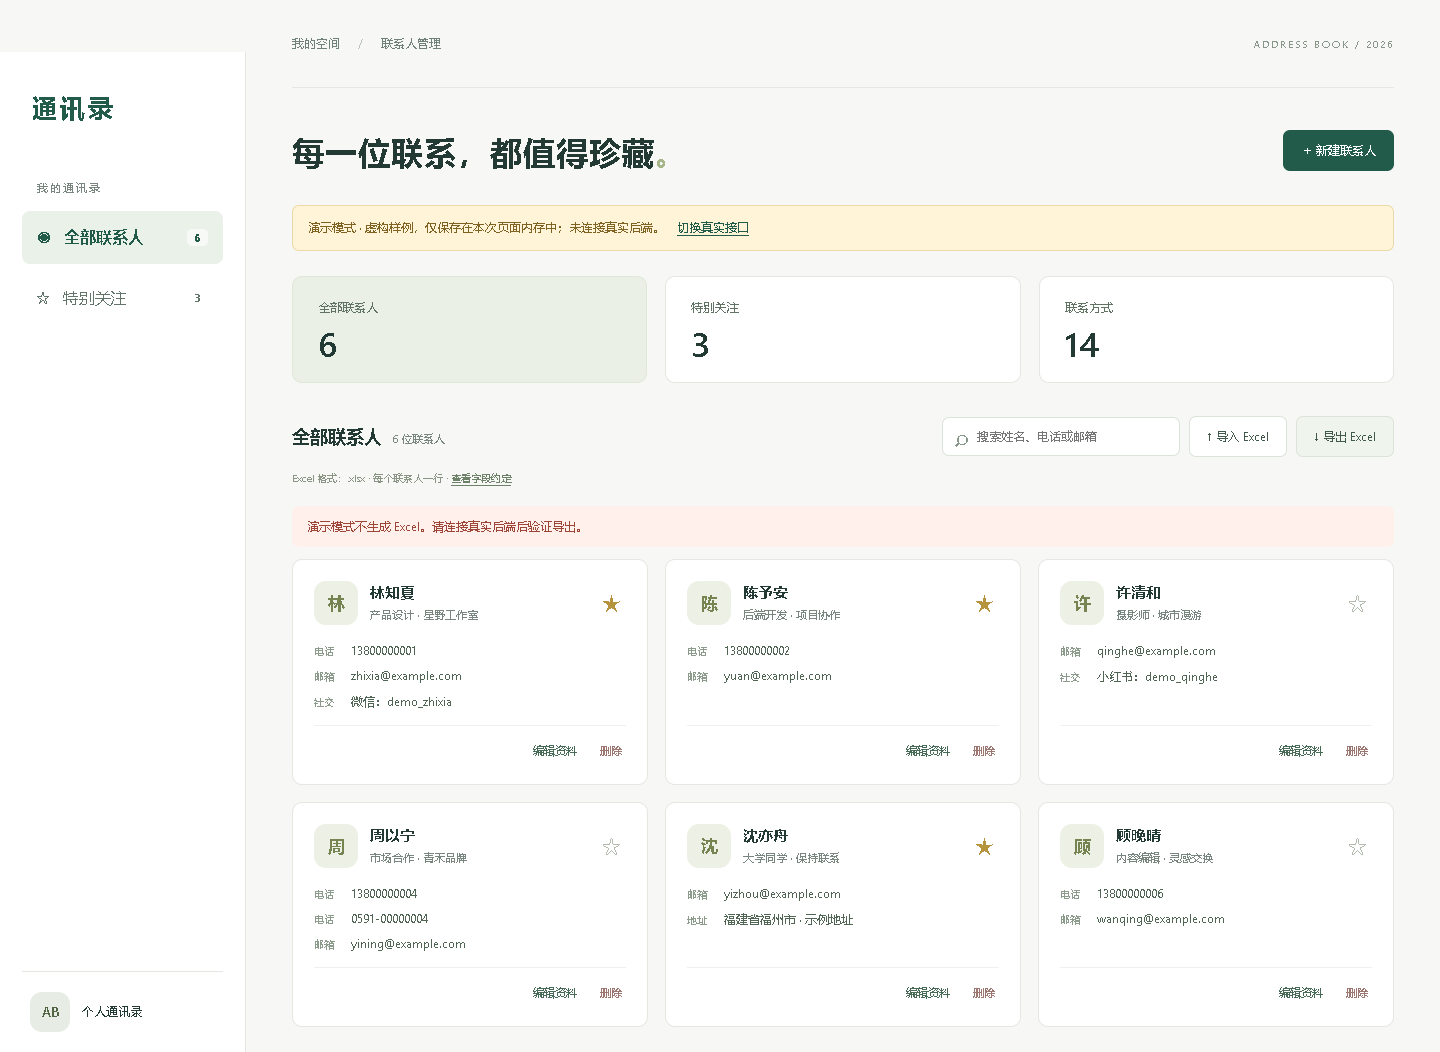 我的空间 / 联系人管理
ADDRESS BOOK / 2026
通讯录
我的通讯录
全部联系人 6
☆ 特别关注 3
AB 个人通讯录
每一位联系，都值得珍藏。
+ 新建联系人
演示模式 · 虚构样例，仅保存在本次页面内存中；未连接真实后端。 切换真实接口
全部联系人
6
特别关注
3
联系方式
14
全部联系人 6 位联系人
搜索姓名、电话或邮箱
↑ 导入 Excel
↓ 导出 Excel
Excel 格式：.xlsx · 每个联系人一行 · 查看字段约定
演示模式不生成 Excel。请连接真实后端后验证导出。
林 林知夏 ★
产品设计 · 星野工作室
电话 13800000001
邮箱 zhixia@example.com
社交 微信：demo_zhixia
编辑资料 删除
陈 陈予安 ★
后端开发 · 项目协作
电话 13800000002
邮箱 yuan@example.com
编辑资料 删除
许 许清和 ☆
摄影师 · 城市漫游
邮箱 qinghe@example.com
社交 小红书：demo_qinghe
编辑资料 删除
周 周以宁 ☆
市场合作 · 青禾品牌
电话 13800000004
电话 0591-00000004
邮箱 yining@example.com
编辑资料 删除
沈 沈亦舟 ★
大学同学 · 保持联系
邮箱 yizhou@example.com
地址 福建省福州市 · 示例地址
编辑资料 删除
顾 顾晚晴 ☆
内容编辑 · 灵感交换
电话 13800000006
邮箱 wanqing@example.com
编辑资料 删除